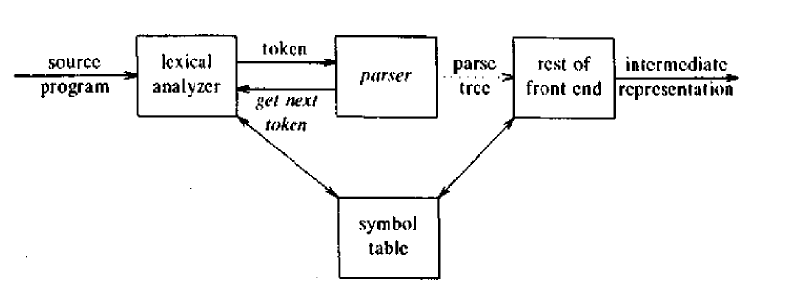 source
program
lexical
analyzer
token
get next
token
parser
parse
tree
rest of
front end
intermediate
representation
symbol
table